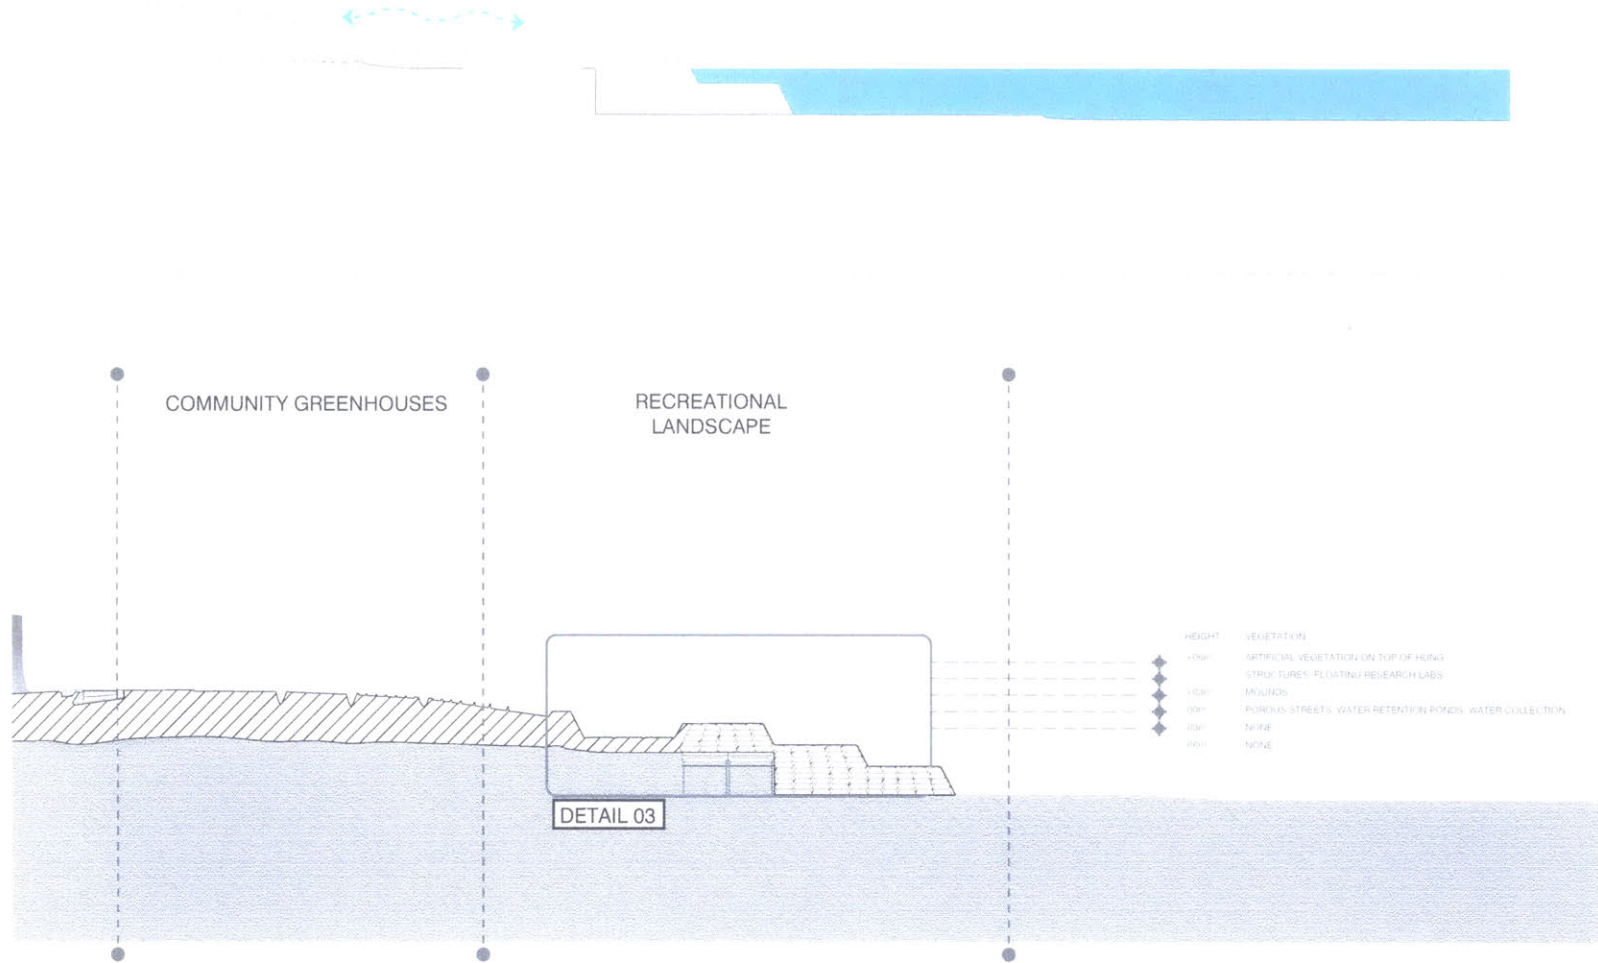 COMMUNITY GREENHOUSES
RECREATIONAL
LANDSCAPE
HEIGHT VEGETATION
ARTIFICIAL VEGETATION ON TOP OF HUNG
STRUCTURES: FLOATING RESEARCH LABS
MOUNDS
POROUS STREETS, WATER RETENTION PONDS, WATER COLLECTION
NONE
NONE
DETAIL 03